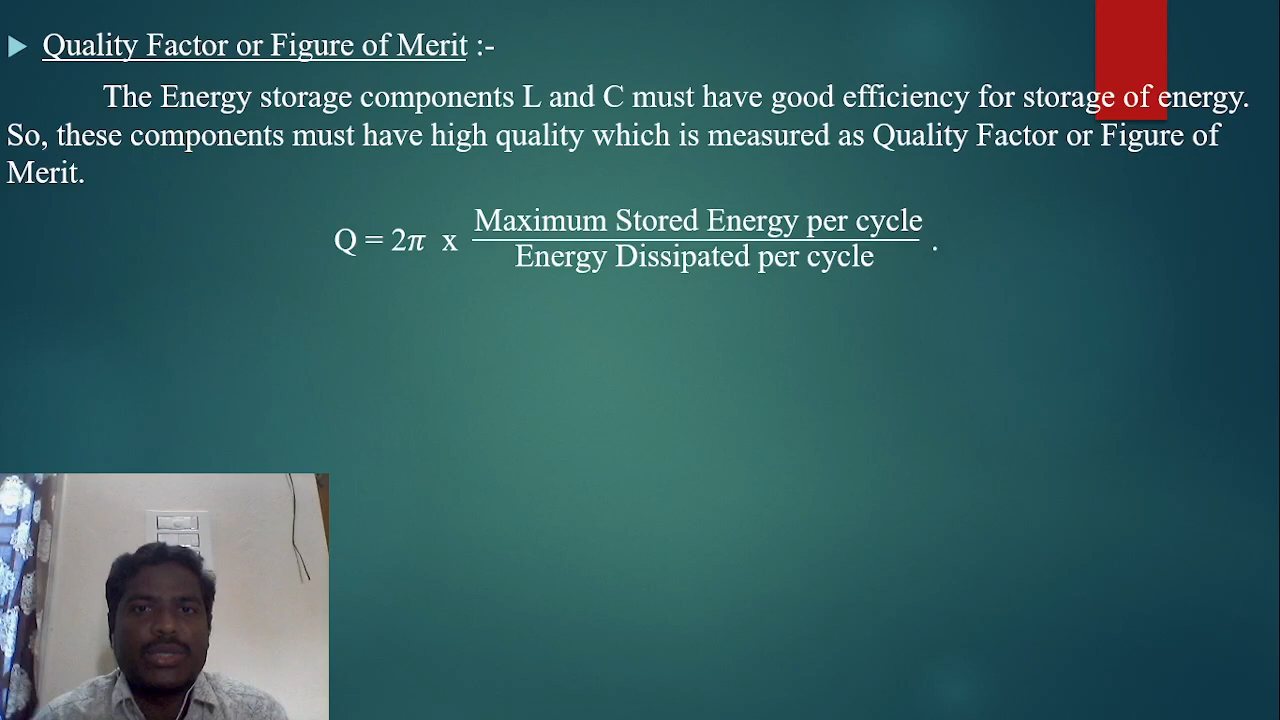 Quality Factor or Figure of Merit :-
The Energy storage components L and C must have good efficiency for storage of energy.
So, these components must have high quality which is measured as Quality Factor or Figure of
Merit.
Q = 2π x Maximum Stored Energy per cycle
Energy Dissipated per cycle .